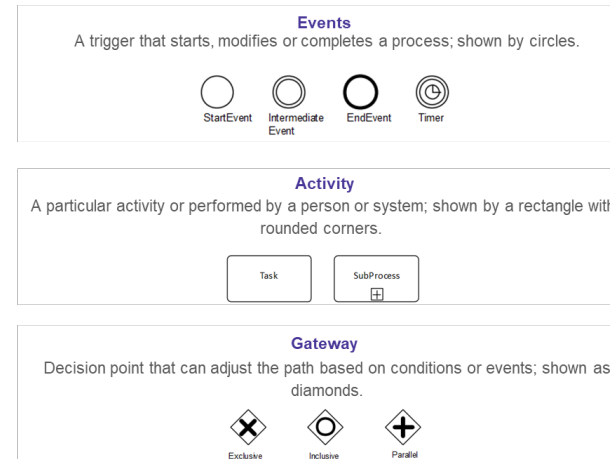 Events
A trigger that starts, modifies or completes a process; shown by circles.
StartEvent Intermediate Event EndEvent Timer
Activity
A particular activity or performed by a person or system; shown by a rectangle with
rounded corners.
Task SubProcess
Gateway
Decision point that can adjust the path based on conditions or events; shown as
diamonds.
Exclusive Inclusive Parallel